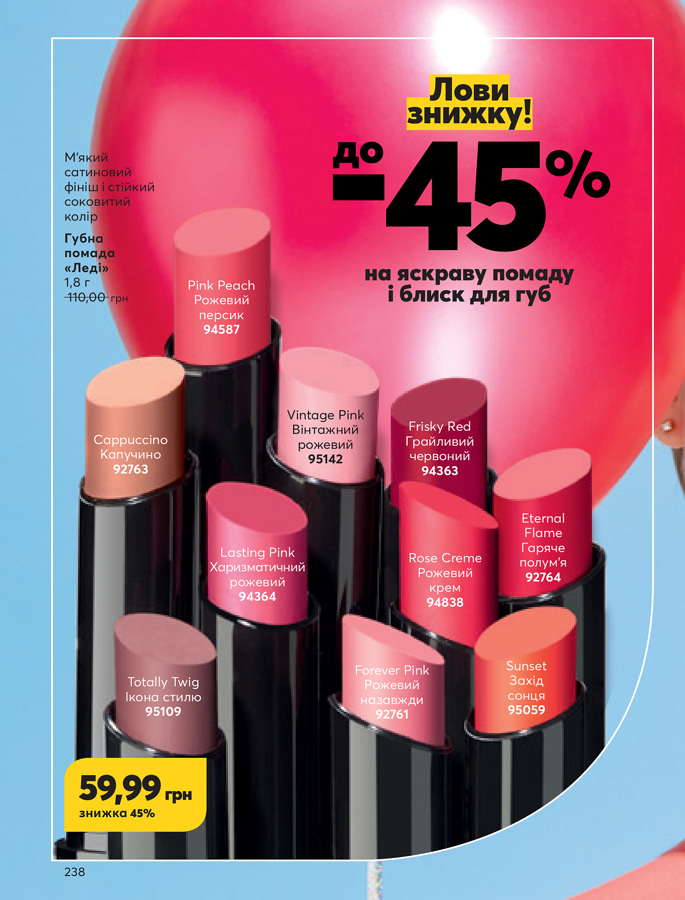 Лови
знижку!
до
-45%
на яскраву помаду
і блиск для губ
М'який
сатиновий
фініш і стійкий
соковитий
колір
Губна
помада
«Леді»
1,8 г
110,00 грн
Pink Peach
Рожевий
персик
94587
Cappuccino
Капучино
92763
Vintage Pink
Вінтажний
рожевий
95142
Frisky Red
Грайливий
червоний
94363
Lasting Pink
Харизматичний
рожевий
94364
Rose Creme
Рожевий
крем
94838
Eternal
Flame
Гаряче
полум'я
92764
Totally Twig
Ікона стилю
95109
Forever Pink
Рожевий
назавжди
92761
Sunset
Захід
сонця
95059
59,99 грн
знижка 45%
238